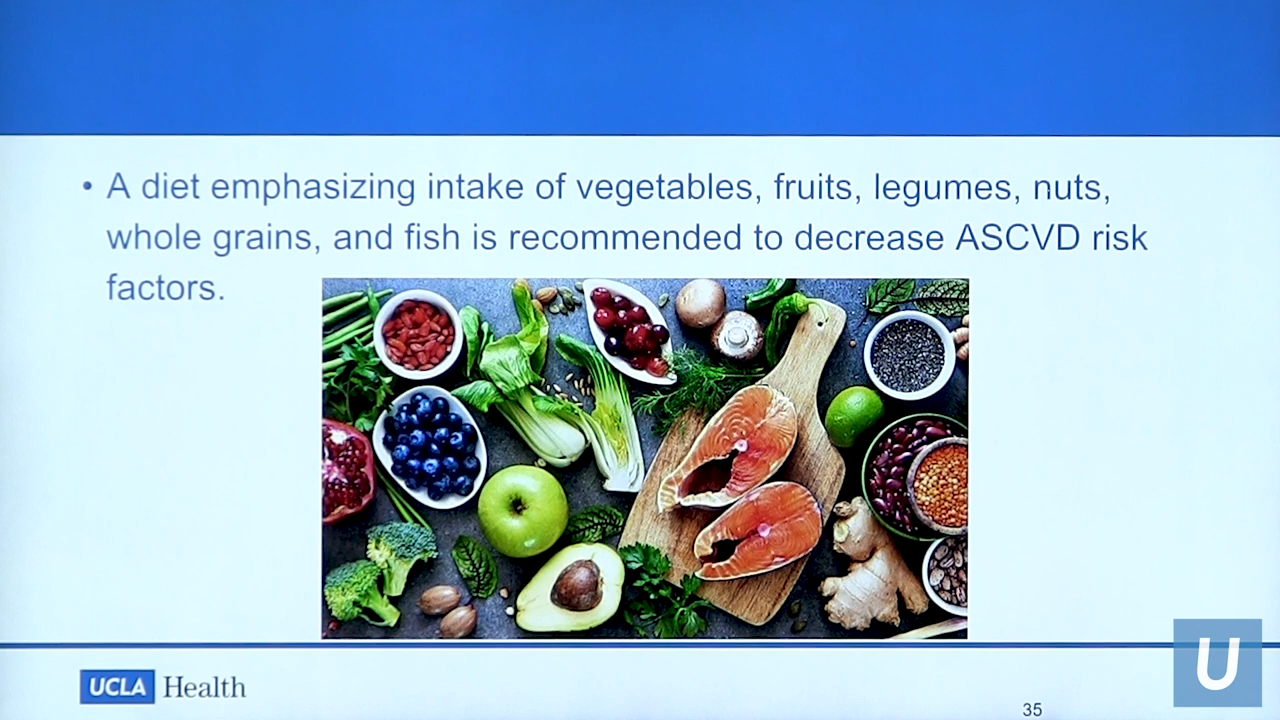 • A diet emphasizing intake of vegetables, fruits, legumes, nuts,
whole grains, and fish is recommended to decrease ASCVD risk
factors.
UCLA Health
35
U